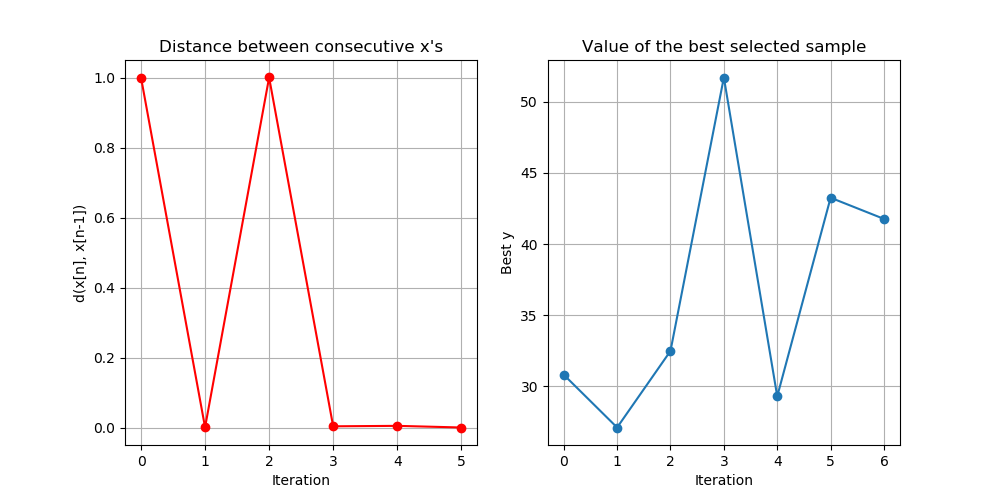 Distance between consecutive x's
1.0
0.8
0.6
0.4
0.2
0.0
d(x[n], x[n-1])
0 1 2 3 4 5
Iteration
Value of the best selected sample
50
45
40
35
30
Best y
0 1 2 3 4 5 6
Iteration